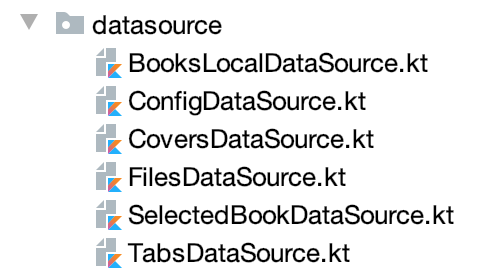 datasource
BooksLocalDataSource.kt
ConfigDataSource.kt
CoversDataSource.kt
FilesDataSource.kt
SelectedBookDataSource.kt
TabsDataSource.kt